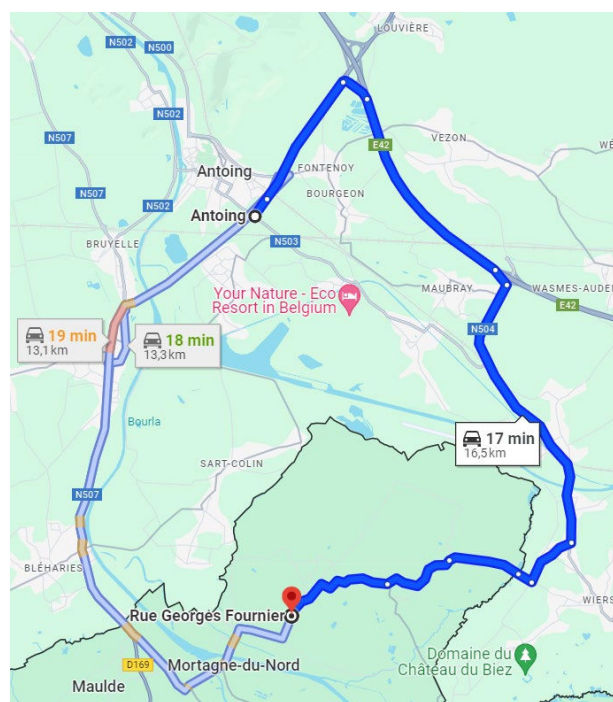 LOUVIÈRE
N502
N500
N502
N507
E42
VEZON
Antoing
FONTENOY
BOURGEON
N507
N502
Antoing
N503
BRUYELLE
MAUBRAY
WASMES-AUDEM
Your Nature - Eco
Resort in Belgium
N504
19 min
13,1 km
18 min
13,3 km
17 min
16,5 km
Bourla
SART-COLIN
N507
BLÉHARIES
Rue Georges Fournier
WIERS
D169
Mortagne-du-Nord
Domaine du
Château du Biez
Maulde